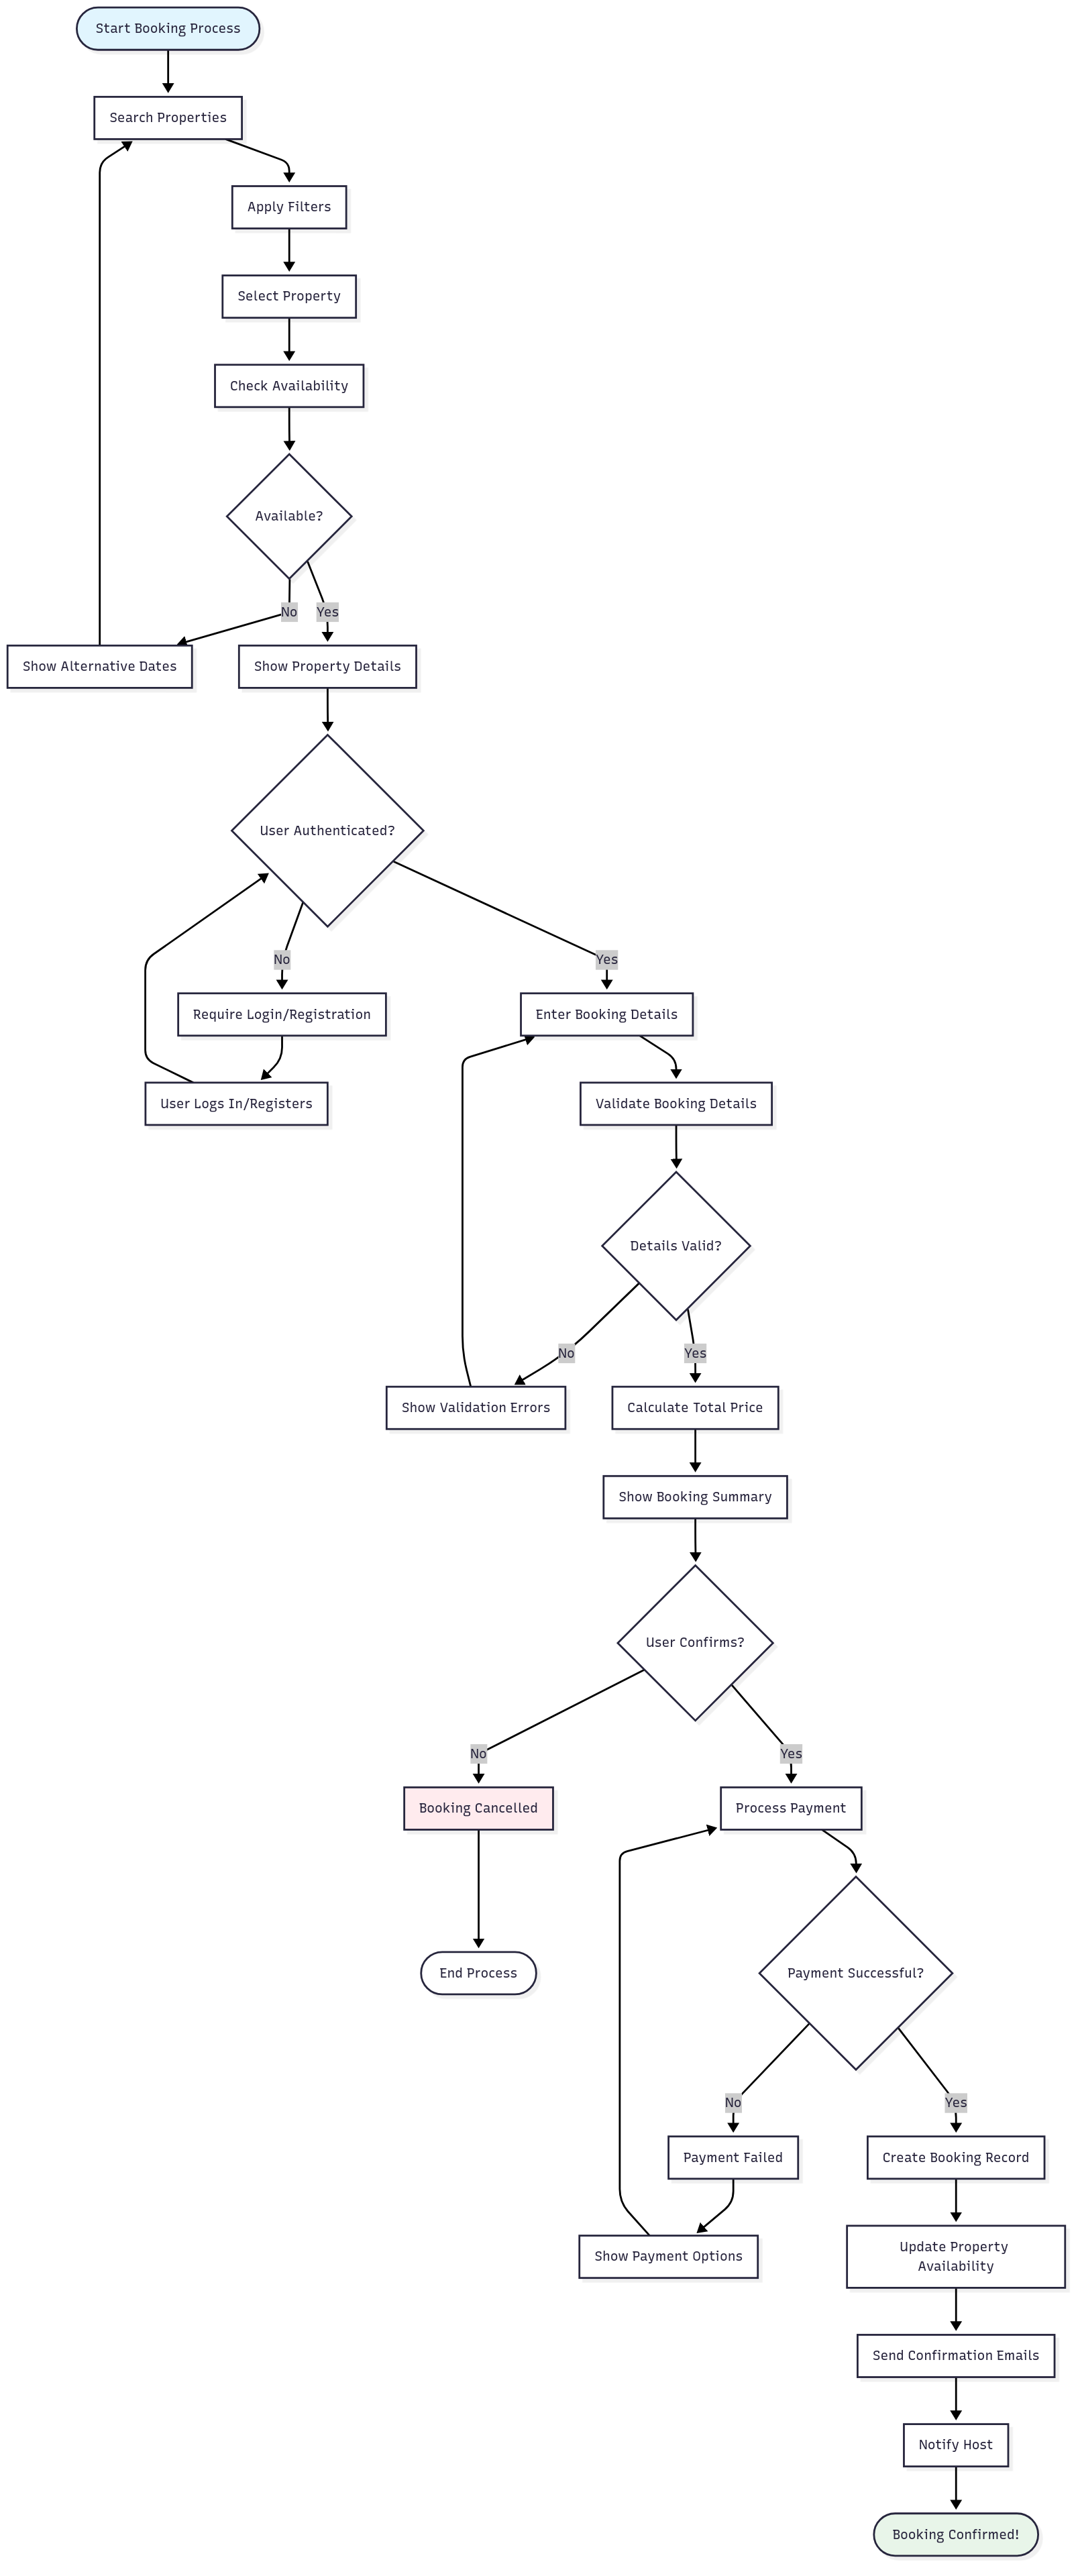 Start Booking Process
Search Properties
Apply Filters
Select Property
Check Availability
Available?
No
Yes
Show Alternative Dates
Show Property Details
User Authenticated?
No
Yes
Require Login/Registration
Enter Booking Details
User Logs In/Registers
Validate Booking Details
Details Valid?
No
Yes
Show Validation Errors
Calculate Total Price
Show Booking Summary
User Confirms?
No
Yes
Booking Cancelled
Process Payment
End Process
Payment Successful?
No
Yes
Payment Failed
Create Booking Record
Show Payment Options
Update Property
Availability
Send Confirmation Emails
Notify Host
Booking Confirmed!